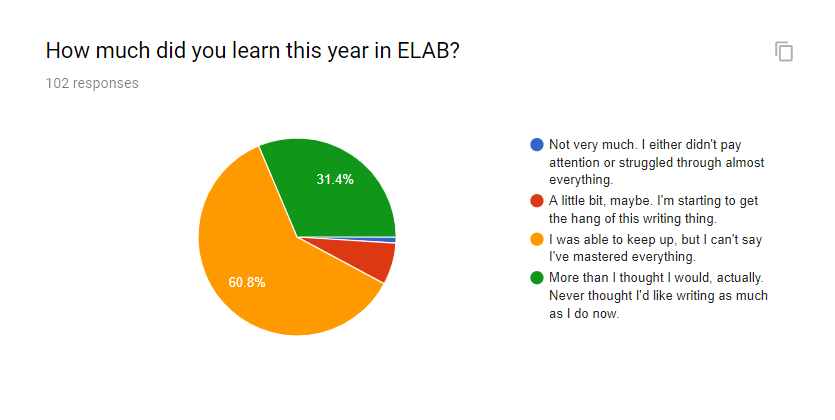 How much did you learn this year in ELAB?
102 responses
31.4%
60.8%
Not very much. I either didn't pay
attention or struggled through almost
everything.
A little bit, maybe. I'm starting to get
the hang of this writing thing.
I was able to keep up, but I can't say
I've mastered everything.
More than I thought I would, actually.
Never thought I'd like writing as much
as I do now.